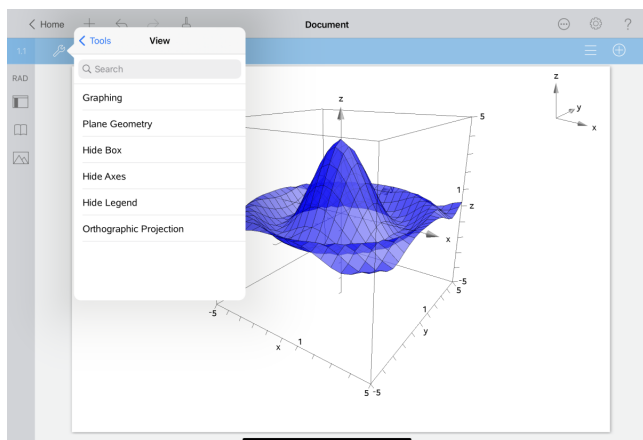 Home
Document
?
1.1
Tools
View
Search
RAD
Graphing
Plane Geometry
Hide Box
Hide Axes
Hide Legend
Orthographic Projection
z
y
x
z
5
1
z
x
-5
5
1
y
-5
x
1
5
-5